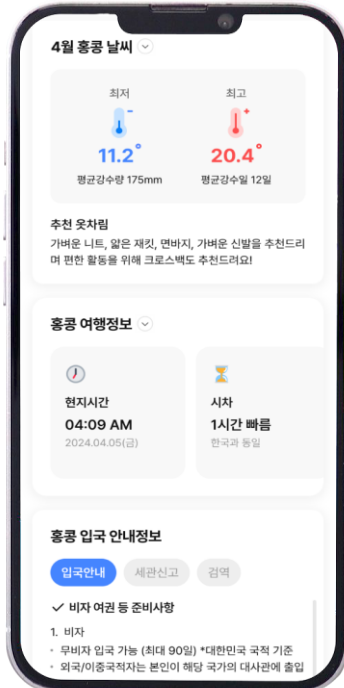 4월 홍콩 날씨
최저 최고
11.2° 20.4°
평균강수량 175mm 평균강수일 12일
추천 옷차림
가벼운 니트, 얇은 재킷, 면바지, 가벼운 신발을 추천드리
며 편한 활동을 위해 크로스백도 추천드려요!
홍콩 여행정보
현지시간 시차
04:09 AM 1시간 빠름
2024.04.05(금) 한국과 동일
홍콩 입국 안내정보
입국안내 세관신고 검역
✓ 비자 여권 등 준비사항
1. 비자
• 무비자 입국 가능 (최대 90일) *대한민국 국적 기준
• 외국/이중국적자는 본인이 해당 국가의 대사관에 출입